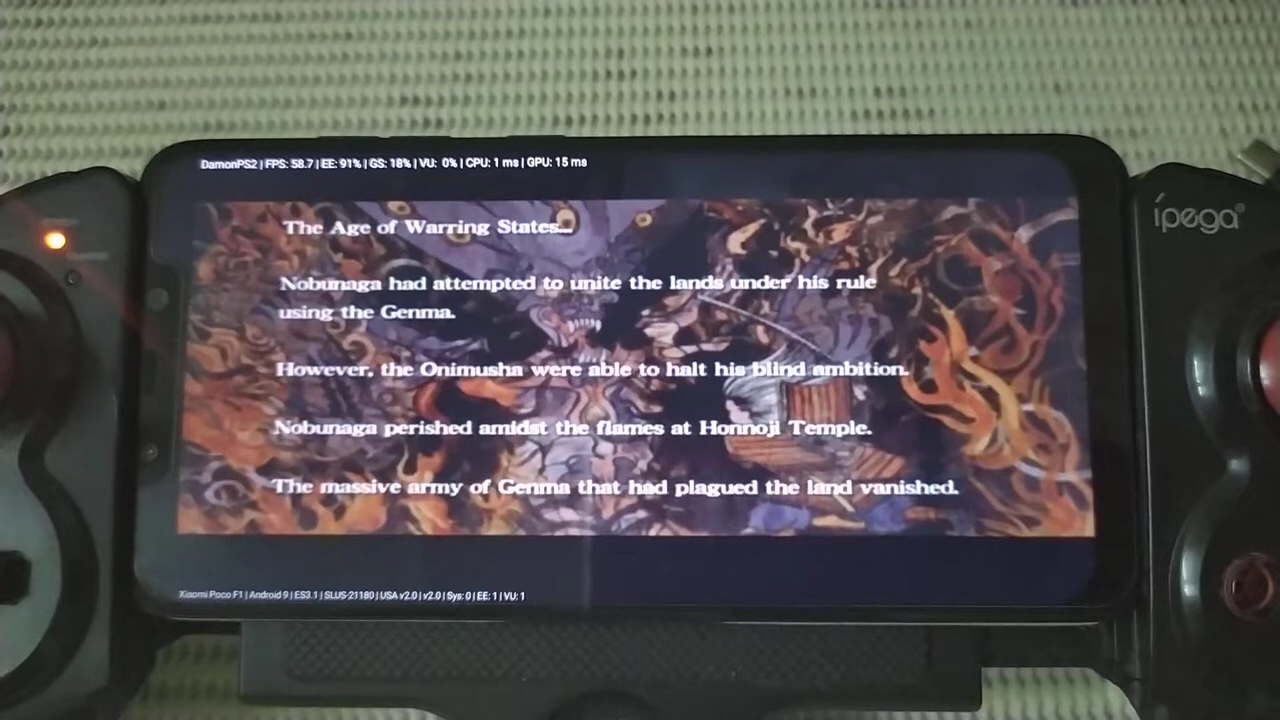 DamonPS2 | FPS: 58.7 | EE: 91% | GS: 18% | VU: 0% | CPU: 1 ms | GPU: 15 ms
ípega®
The Age of Warring States...
Nobunaga had attempted to unite the lands under his rule
using the Genma.
However, the Onimusha were able to halt his blind ambition.
Nobunaga perished amidst the flames at Honnoji Temple.
The massive army of Genma that had plagued the land vanished.
Xiaomi Poco F1 | Android 9 | ES3.1 | SLUS-21180 | USA v2.0 | v2.0 | Sys: 0 | EE: 1 | VU: 1